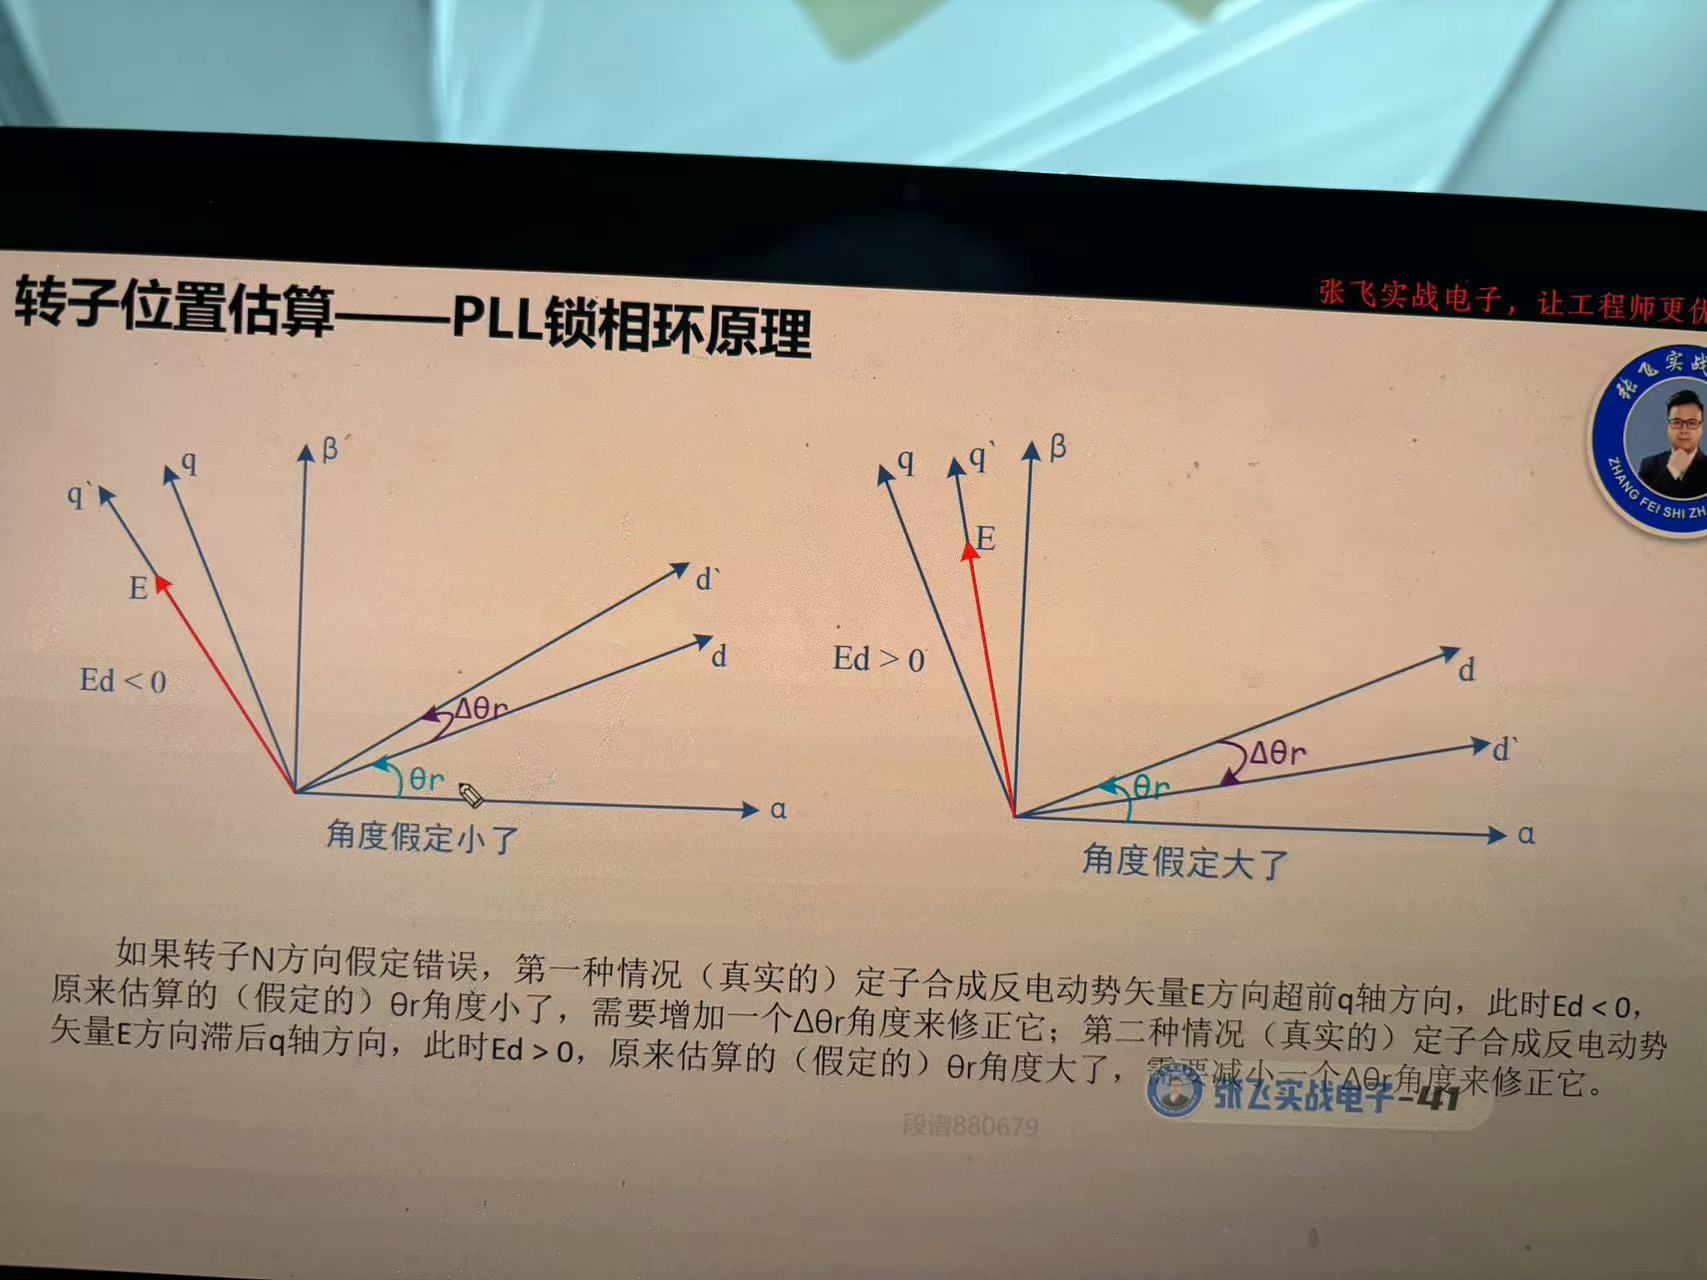 转子位置估算——PLL锁相环原理
张飞实战电子，让工程师更优
张飞实战
ZHANG FEI SHI ZH
q`
q
β
E
d`
d
Ed < 0
Δθr
θr
α
角度假定小了
q
q`
β
E
Ed > 0
d
d`
Δθr
θr
α
角度假定大了
如果转子N方向假定错误，第一种情况（真实的）定子合成反电动势矢量E方向超前q轴方向，此时Ed < 0，
原来估算的（假定的）θr角度小了，需要增加一个Δθr角度来修正它；第二种情况（真实的）定子合成反电动势
矢量E方向滞后q轴方向，此时Ed > 0，原来估算的（假定的）θr角度大了，需要减小一个Δθr角度来修正它。
张飞实战电子-41
段谱880679